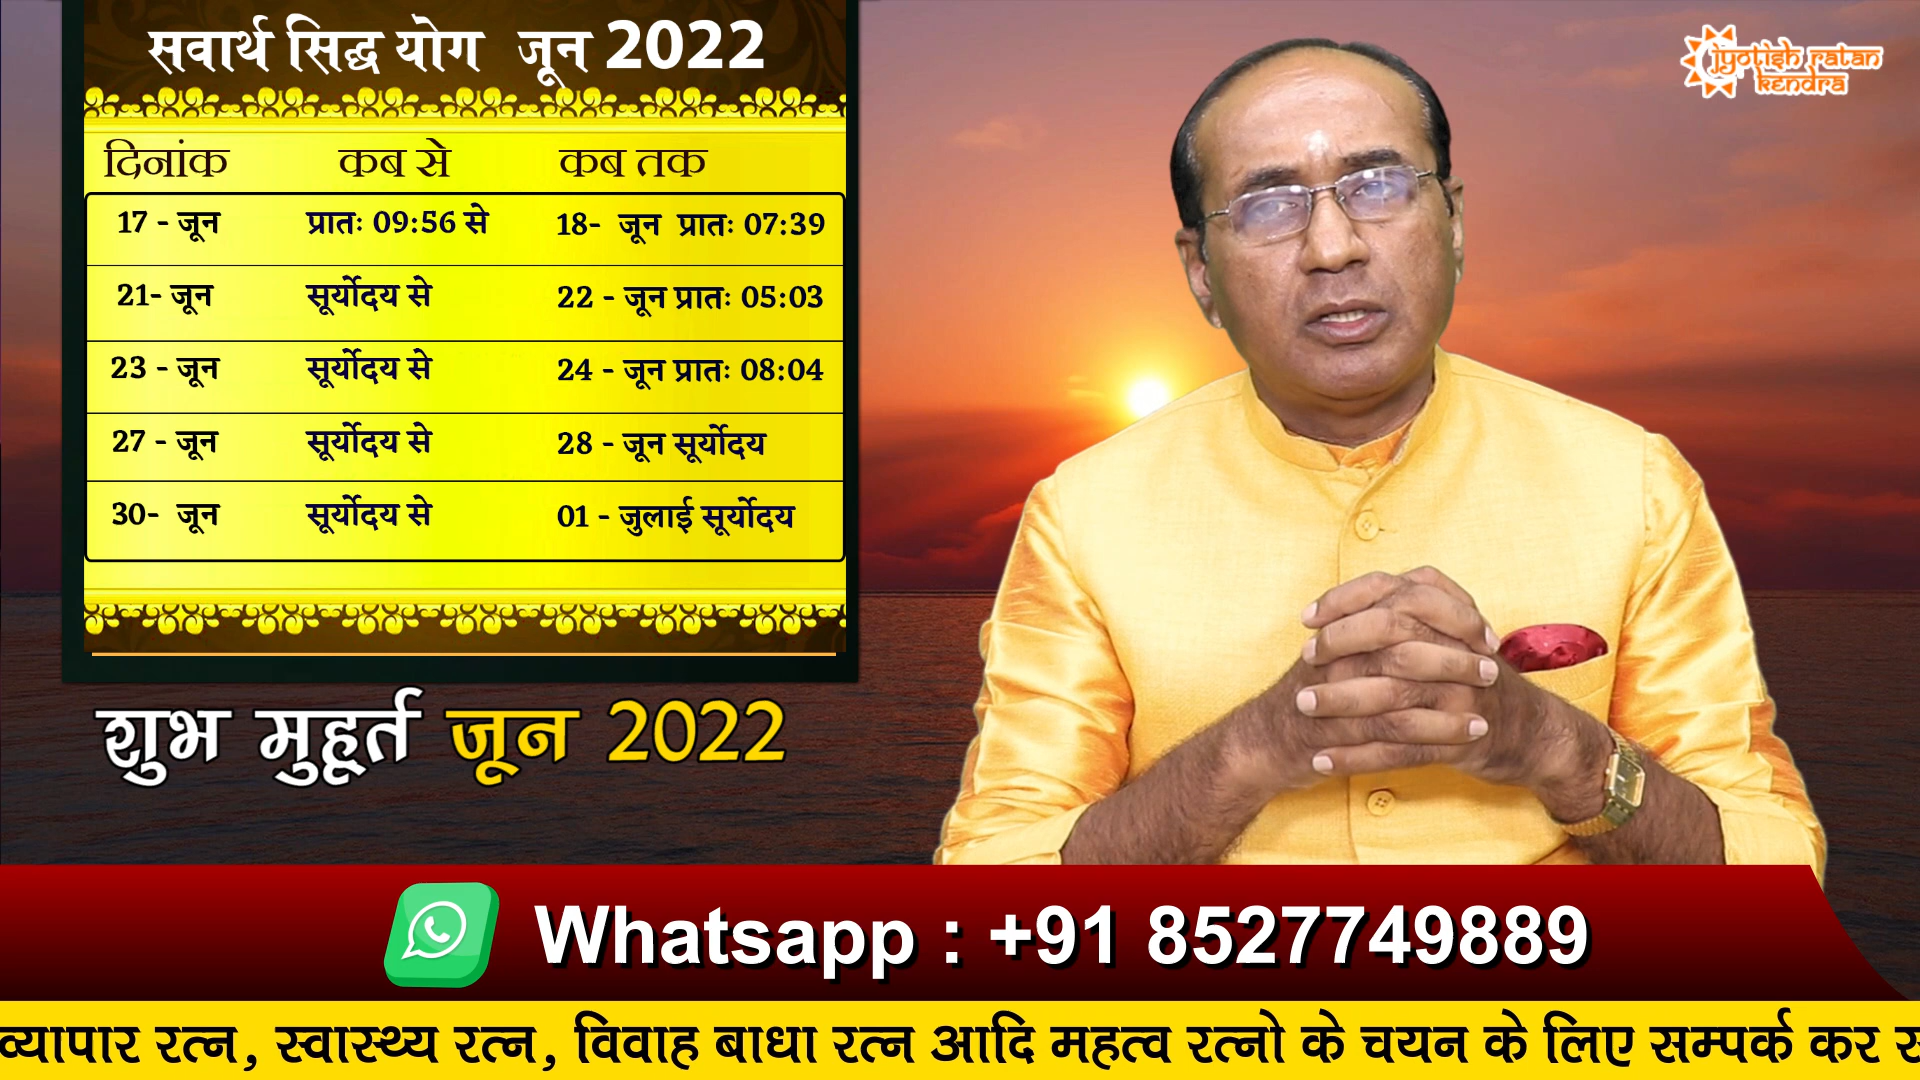 सवार्थ सिद्ध योग जून 2022
jyotish ratan
kendra
दिनांक कब से कब तक
17 - जून प्रातः 09:56 से 18- जून प्रातः 07:39
21- जून सूर्योदय से 22 - जून प्रातः 05:03
23 - जून सूर्योदय से 24 - जून प्रातः 08:04
27 - जून सूर्योदय से 28 - जून सूर्योदय
30- जून सूर्योदय से 01 - जुलाई सूर्योदय
शुभ मुहूर्त जून 2022
Whatsapp : +91 8527749889
व्यापार रत्न, स्वास्थ्य रत्न, विवाह बाधा रत्न आदि महत्व रत्नो के चयन के लिए सम्पर्क कर